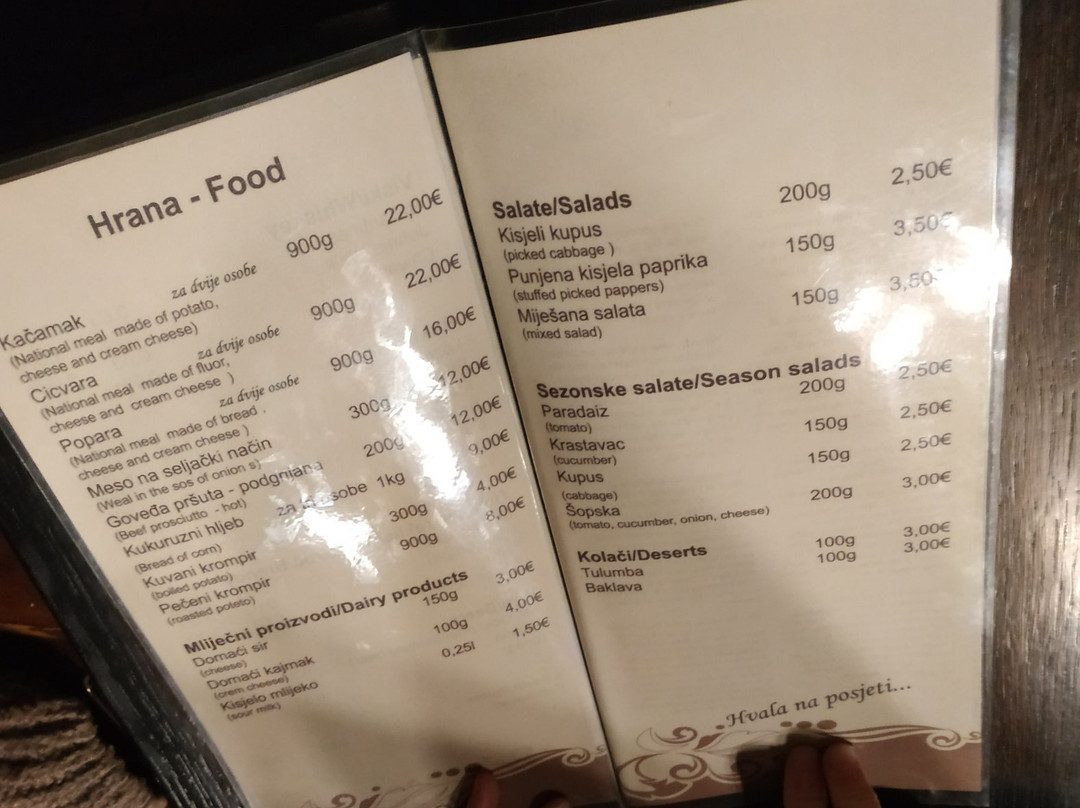 Hrana - Food
Kačamak za dvije osobe 900g 22,00€
(National meal made of potato,
cheese and cream cheese)
Cicvara za dvije osobe 900g 22,00€
(National meal made of fluor,
cheese and cream cheese )
Popara za dvije osobe 900g 16,00€
(National meal made of bread ,
cheese and cream cheese )
Meso na seljački način 300g 12,00€
(Weal in the sos of onion s)
Goveđa pršuta - podgrijana 200g 12,00€
(Beef prosciutto - hot)
Kukuruzni hljeb za osobe 1kg 9,00€
(Bread of corn)
Kuvani krompir 300g 4,00€
(boiled potato)
Pečeni krompir 900g 8,00€
(roasted poteto)
Mliječni proizvodi/Dairy products
Domaći sir 150g 3,00€
(cheese)
Domaći kajmak 100g 4,00€
(crem cheese)
Kisjelo mlijeko 0,25l 1,50€
(sour milk)
Salate/Salads
Kisjeli kupus 200g 2,50€
(picked cabbage )
Punjena kisjela paprika 150g 3,50€
(stuffed picked pappers)
Miješana salata 150g 3,50
(mixed salad)
Sezonske salate/Season salads
Paradaiz 200g 2,50€
(tomato)
Krastavac 150g 2,50€
(cucumber)
Kupus 150g 2,50€
(cabbage)
Šopska 200g 3,00€
(tomato, cucumber, onion, cheese)
Kolači/Deserts
Tulumba 100g 3,00€
Baklava 100g 3,00€
Hvala na posjeti...